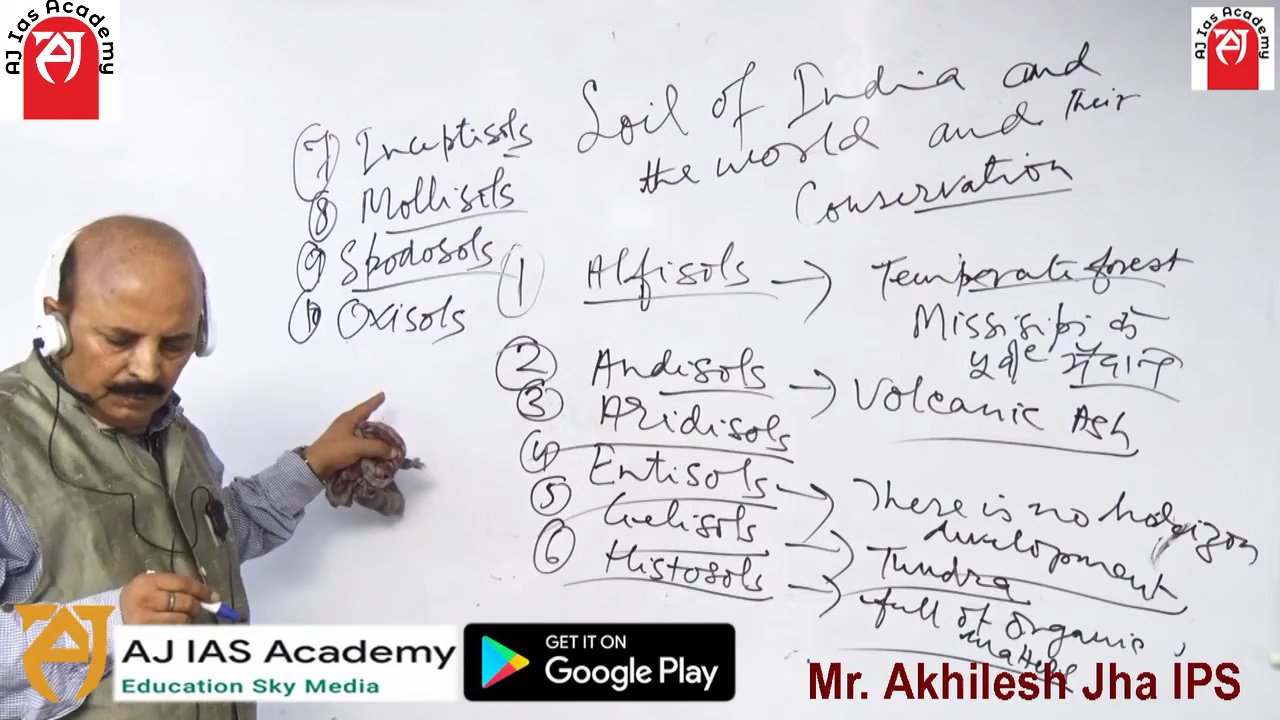 AJ Ias Academy
AJ Ias Academy
Soil of India and
the world and Their
Conservation
(7) Inceptisols
(8) Mollisols
(9) Spodosols
(10) Oxisols
(1) Alfisols → Temperate forest
Missisipi के
पूर्वी मैदान
(2) Andisols → Volcanic Ash
(3) Aridisols
(4) Entisols → There is no horizon
development
(5) Gelisols → Tundra
(6) Histosols → full of organic
matters
AJ IAS Academy
Education Sky Media
GET IT ON
Google Play
Mr. Akhilesh Jha IPS